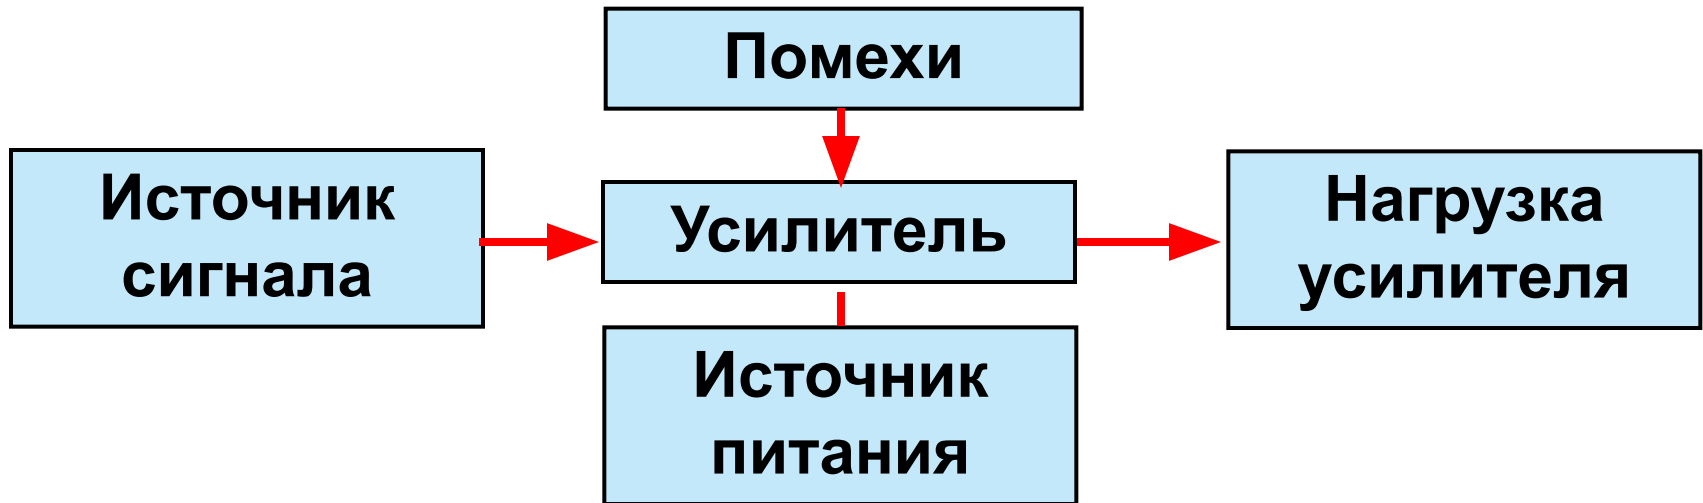 Помехи
Источник
сигнала
Усилитель
Нагрузка
усилителя
Источник
питания